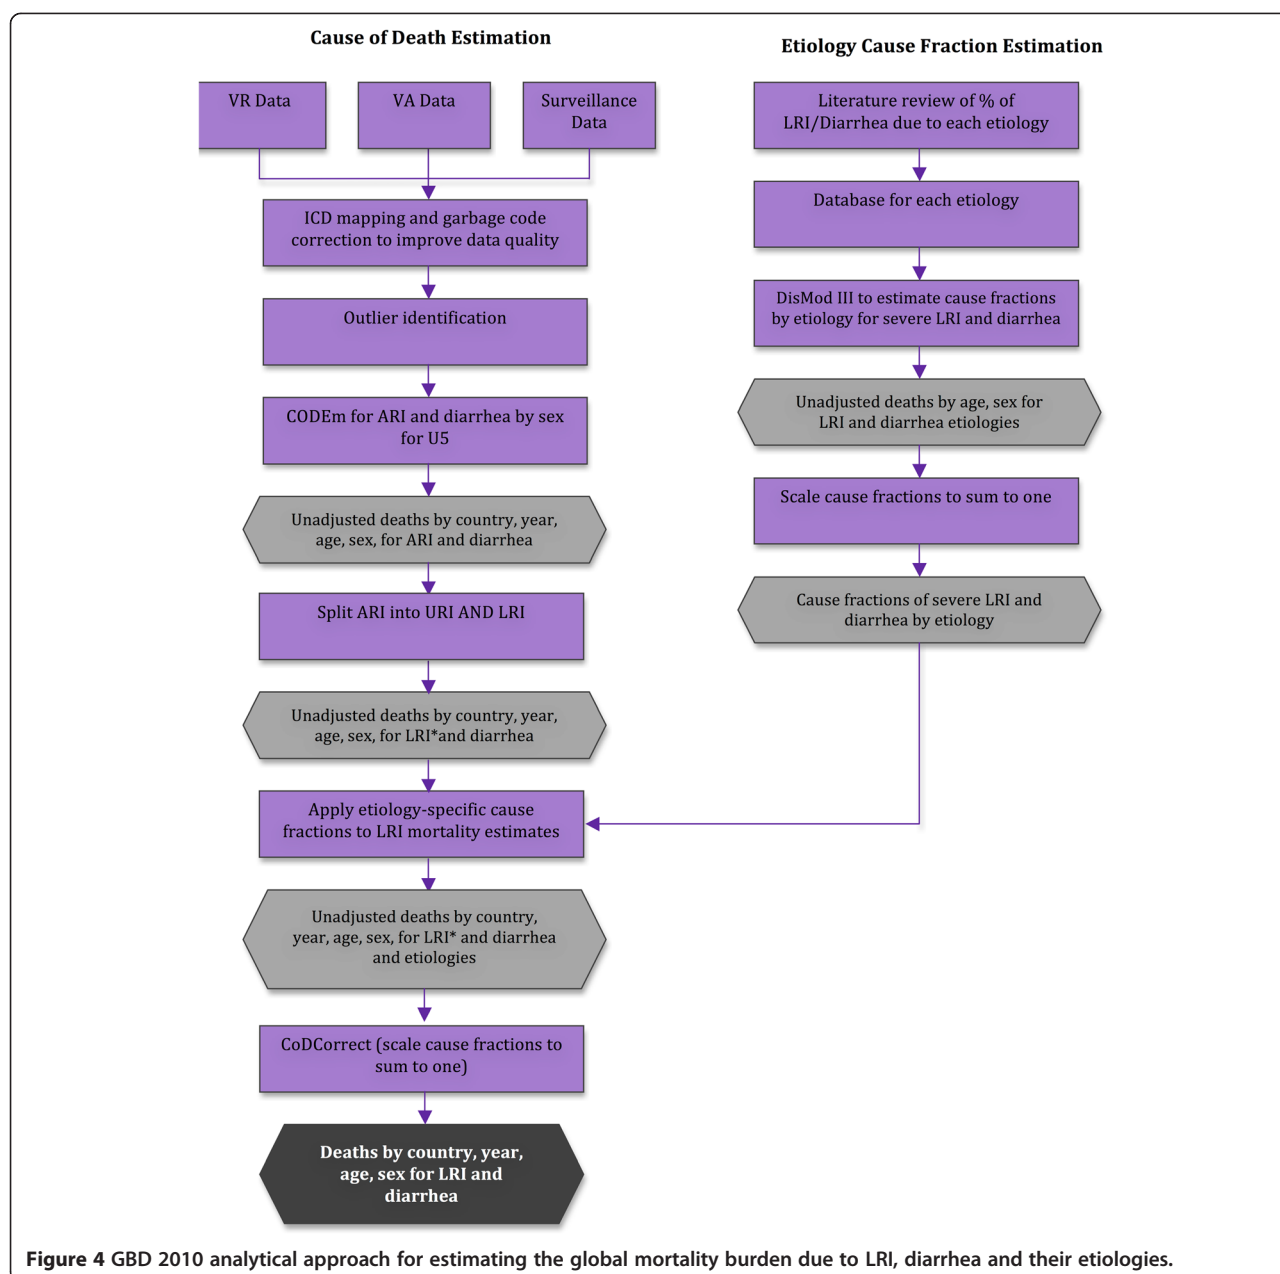 Cause of Death Estimation
VR Data
VA Data
Surveillance
Data
ICD mapping and garbage code
correction to improve data quality
Outlier identification
CODEm for ARI and diarrhea by sex
for U5
Unadjusted deaths by country, year,
age, sex, for ARI and diarrhea
Split ARI into URI AND LRI
Unadjusted deaths by country, year,
age, sex, for LRI*and diarrhea
Apply etiology-specific cause
fractions to LRI mortality estimates
Unadjusted deaths by country,
year, age, sex, for LRI* and diarrhea
and etiologies
CoDCorrect (scale cause fractions to
sum to one)
Deaths by country, year,
age, sex for LRI and
diarrhea
Etiology Cause Fraction Estimation
Literature review of % of
LRI/Diarrhea due to each etiology
Database for each etiology
DisMod III to estimate cause fractions
by etiology for severe LRI and diarrhea
Unadjusted deaths by age, sex for
LRI and diarrhea etiologies
Scale cause fractions to sum to one
Cause fractions of severe LRI and
diarrhea by etiology
Figure 4 GBD 2010 analytical approach for estimating the global mortality burden due to LRI, diarrhea and their etiologies.